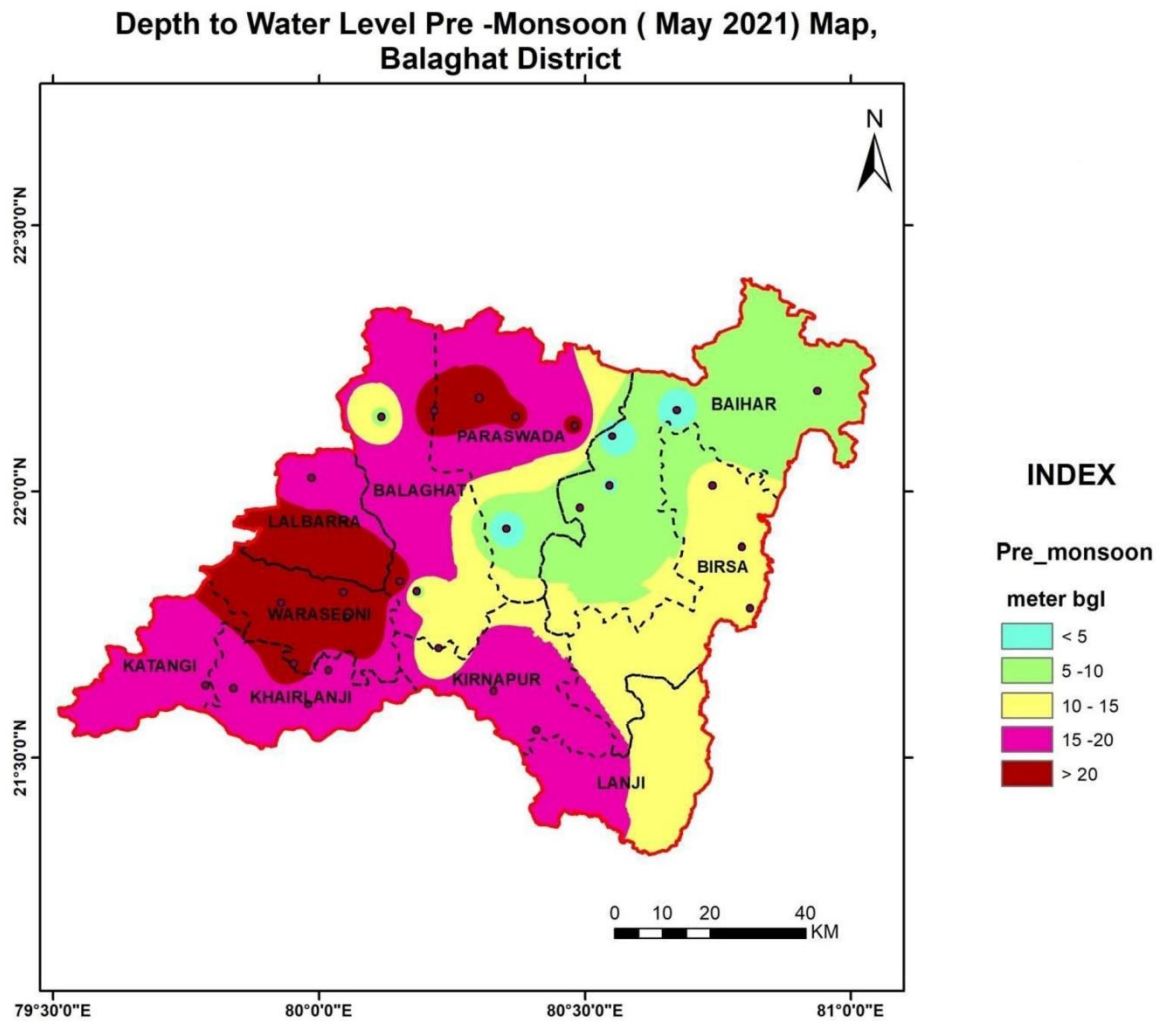 Depth to Water Level Pre -Monsoon ( May 2021) Map,
Balaghat District
N
22°30'0"N
BAIHAR
PARASWADA
INDEX
22°0'0"N
BALAGHAT
LALBARRA
Pre_monsoon
BIRSA
meter bgl
WARASEONI
< 5
KATANGI
5 -10
KIRNAPUR
KHAIRLANJI
10 - 15
15 -20
21°30'0"N
LANJI
> 20
0 10 20 40
KM
79°30'0"E 80°0'0"E 80°30'0"E 81°0'0"E